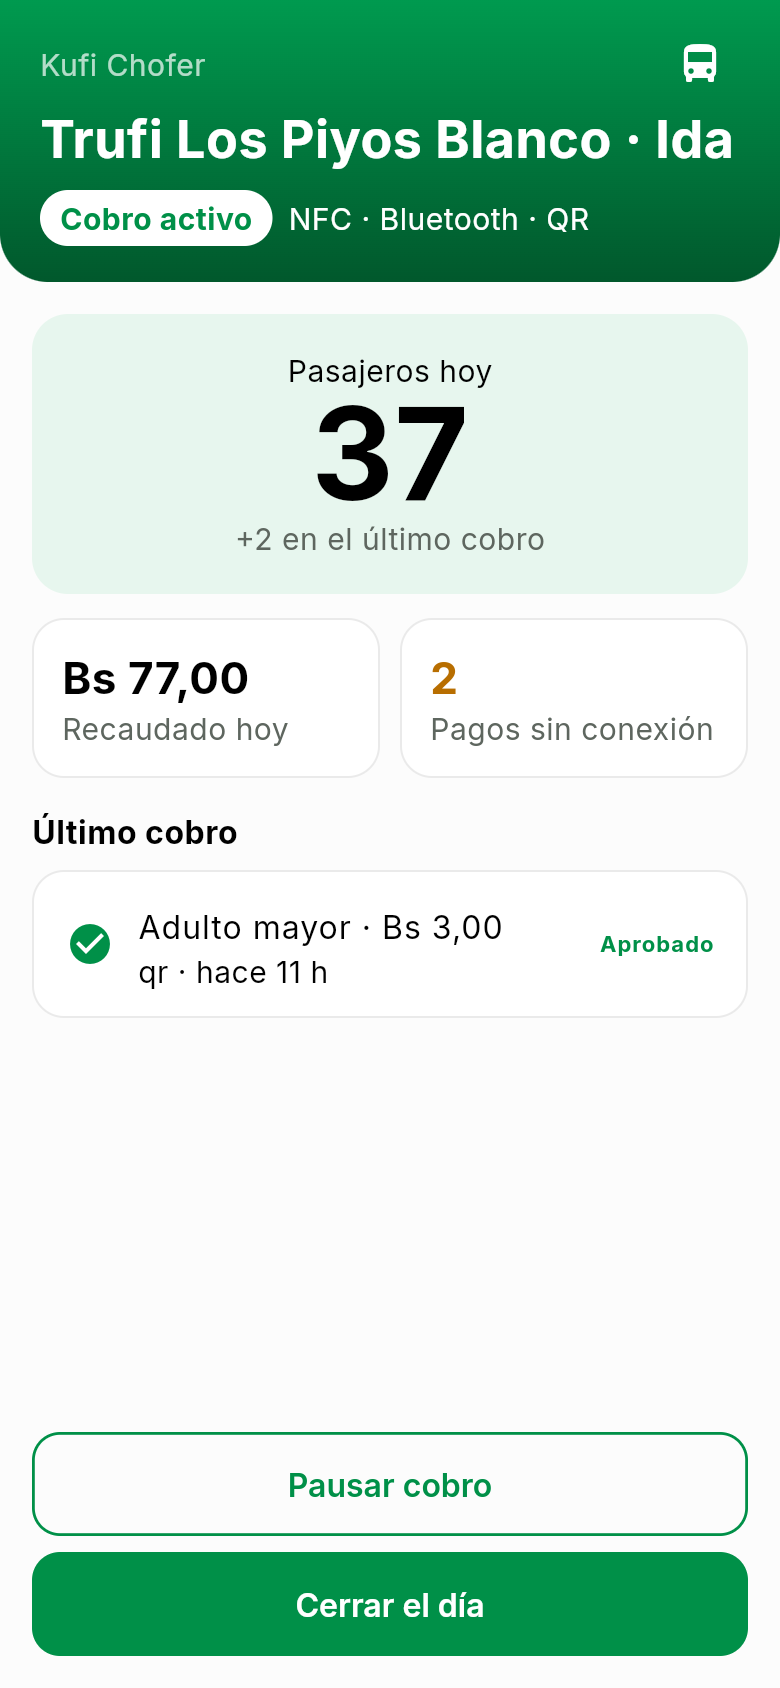 Kufi Chofer
Trufi Los Piyos Blanco · Ida
Cobro activo
NFC · Bluetooth · QR
Pasajeros hoy
37
+2 en el último cobro
Bs 77,00
Recaudado hoy
2
Pagos sin conexión
Último cobro
Adulto mayor · Bs 3,00
qr · hace 11 h
Aprobado
Pausar cobro
Cerrar el día